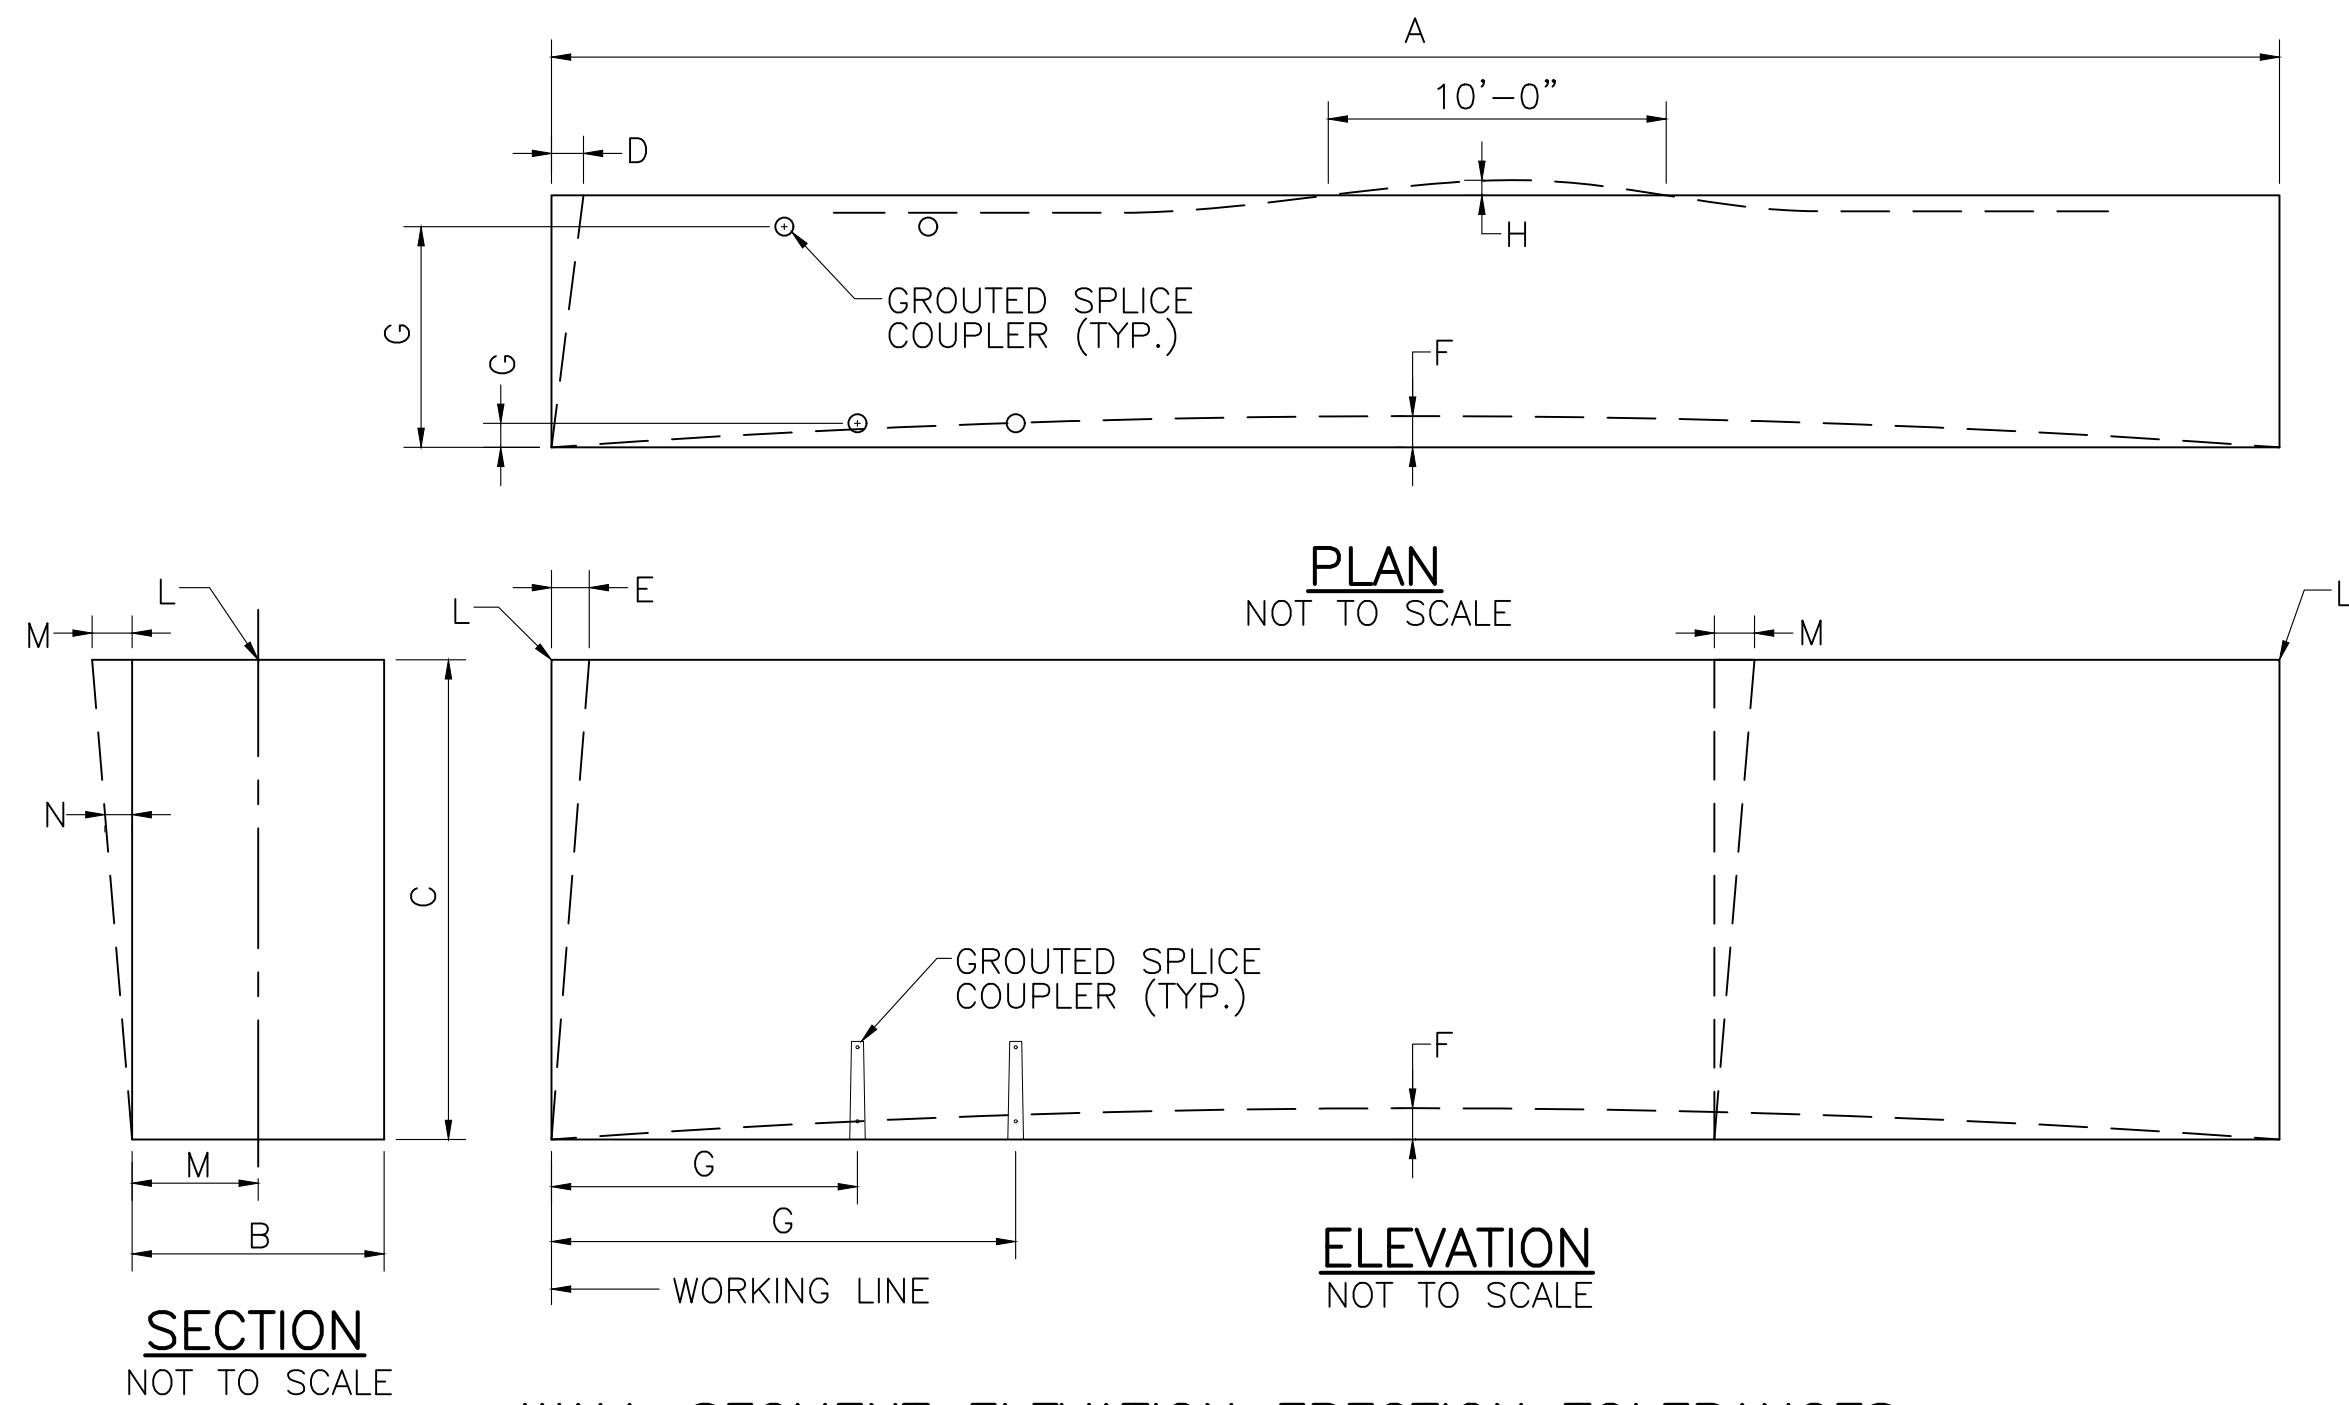 A
10'-0"
D
H
GROUTED SPLICE
COUPLER (TYP.)
G
G
F
PLAN
NOT TO SCALE
L
M
N
C
M
B
SECTION
NOT TO SCALE
L
E
M
L
GROUTED SPLICE
COUPLER (TYP.)
F
G
G
WORKING LINE
ELEVATION
NOT TO SCALE